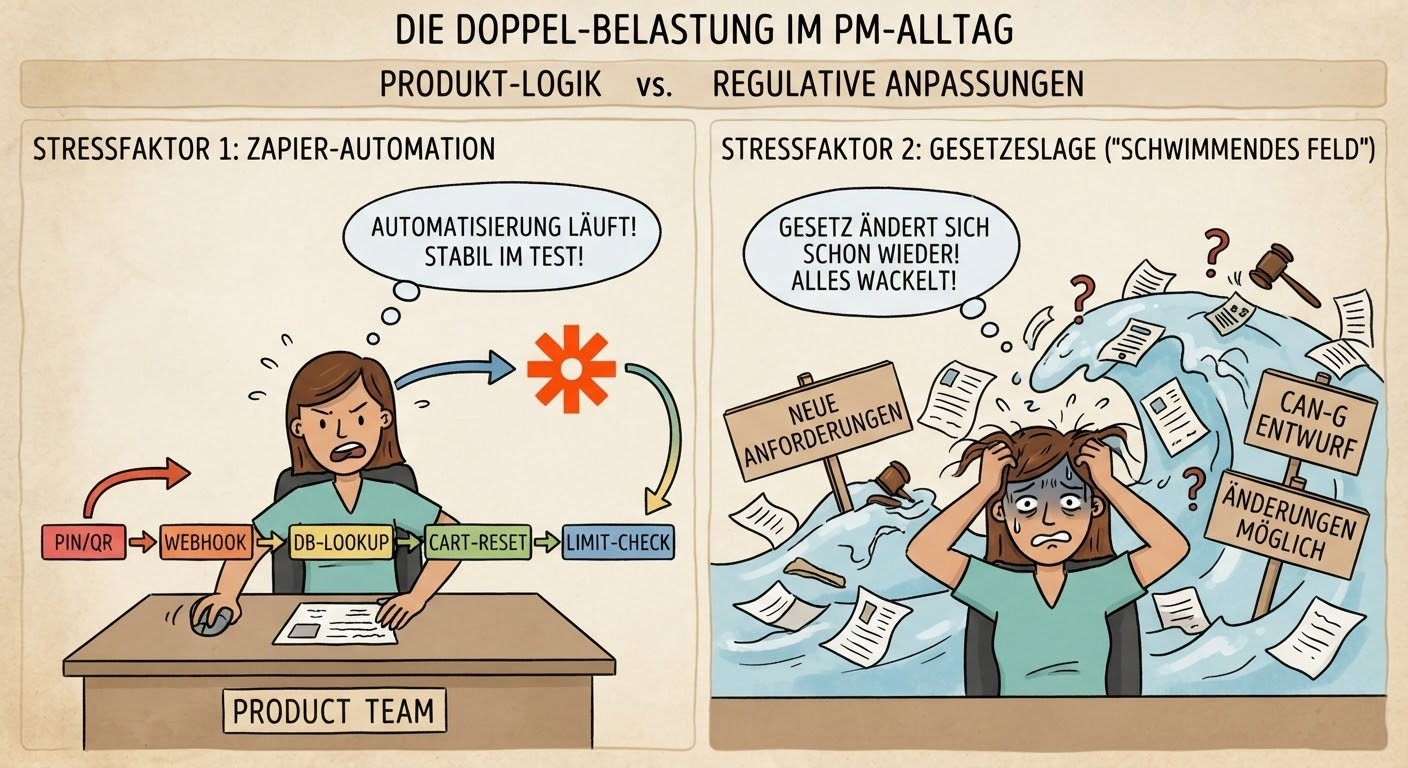 DIE DOPPEL-BELASTUNG IM PM-ALLTAG
PRODUKT-LOGIK vs. REGULATIVE ANPASSUNGEN
STRESSFAKTOR 1: ZAPIER-AUTOMATION
AUTOMATISIERUNG LÄUFT!
STABIL IM TEST!
PIN/QR
WEBHOOK
DB-LOOKUP
CART-RESET
LIMIT-CHECK
PRODUCT TEAM
STRESSFAKTOR 2: GESETZESLAGE ("SCHWIMMENDES FELD")
GESETZ ÄNDERT SICH
SCHON WIEDER!
ALLES WACKELT!
NEUE
ANFORDERUNGEN
CAN-G
ENTWURF
ÄNDERUNGEN
MÖGLICH
?
?
?